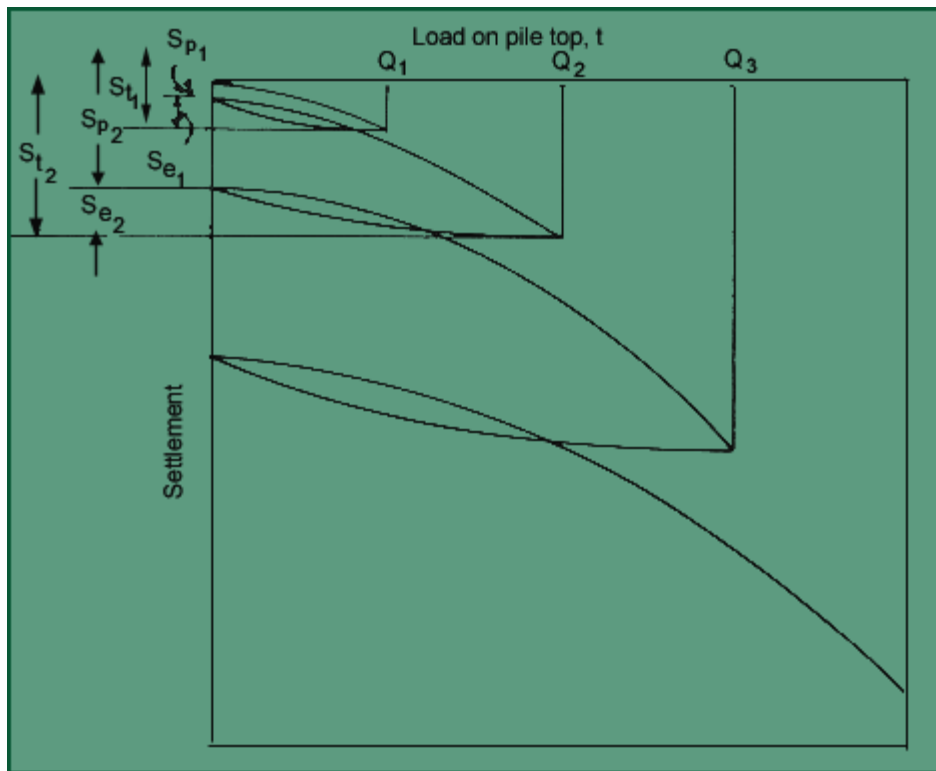 Load on pile top, t
Q1 Q2 Q3
Sp1
St1
Sp2
St2
Se1
Se2
Settlement